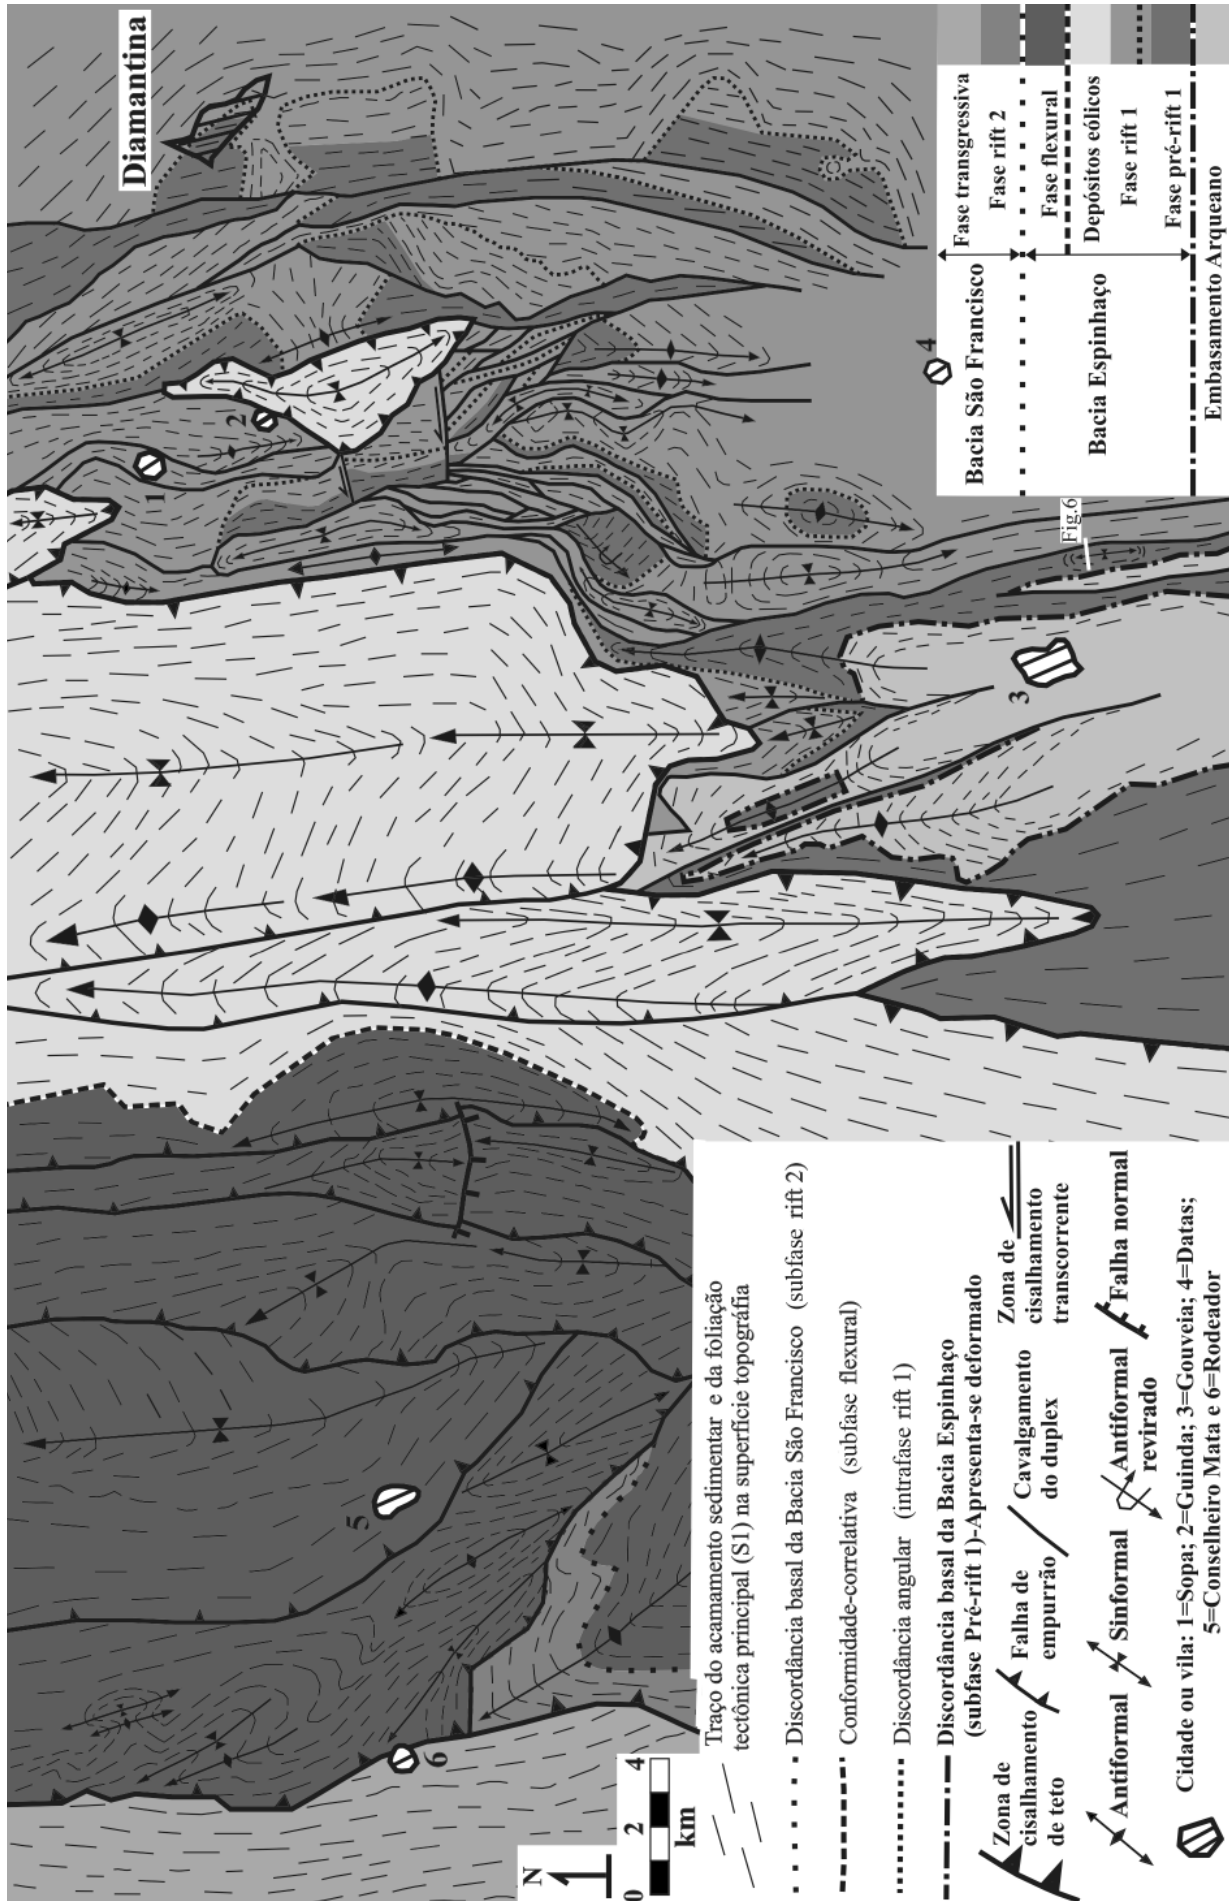 Diamantina
1
2
3
4
5
6
Fig.6
Bacia São Francisco
Fase transgressiva
Fase rift 2
Bacia Espinhaço
Fase flexural
Depósitos eólicos
Fase rift 1
Fase pré-rift 1
Embasamento Arqueano
N
0 2 4
km
Traço do acamamento sedimentar e da foliação
tectônica principal (S1) na superfície topográfia
Discordância basal da Bacia São Francisco (subfase rift 2)
Conformidade-correlativa (subfase flexural)
Discordância angular (intrafase rift 1)
Discordância basal da Bacia Espinhaço
(subfase Pré-rift 1)-Apresenta-se deformado
Zona de
cisalhamento
de teto
Falha de
empurrão
Cavalgamento
do duplex
Zona de
cisalhamento
transcorrente
Antiformal
Sinformal
Antiformal
revirado
Falha normal
Cidade ou vila: 1=Sopa; 2=Guinda; 3=Gouveia; 4=Datas;
5=Conselheiro Mata e 6=Rodeador